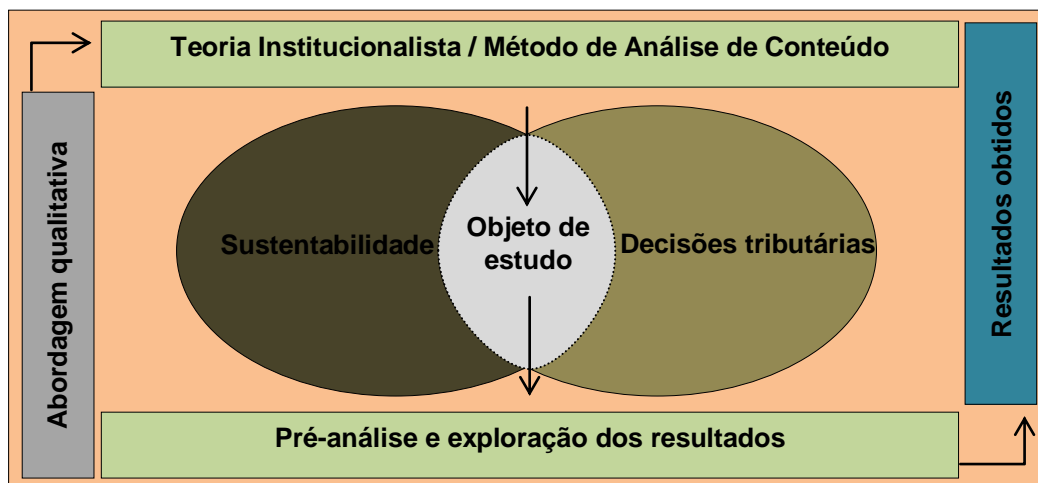 Teoria Institucionalista / Método de Análise de Conteúdo
Abordagem qualitativa
Sustentabilidade
Objeto de
estudo
Decisões tributárias
Resultados obtidos
Pré-análise e exploração dos resultados